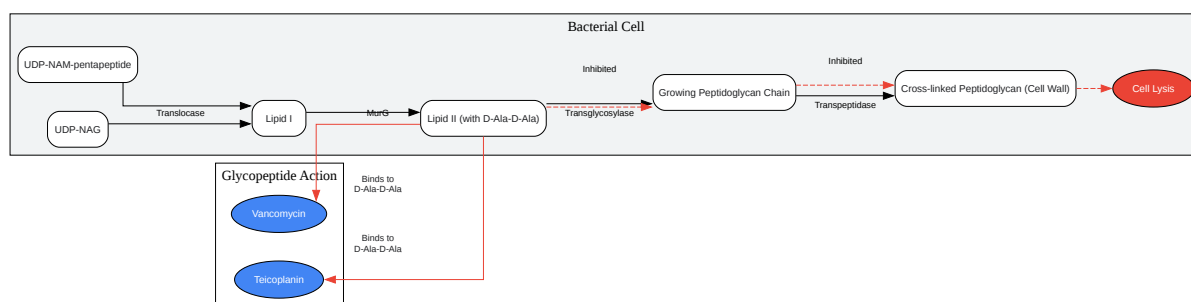 Bacterial Cell
UDP-NAM-pentapeptide
Inhibited
Inhibited
Growing Peptidoglycan Chain
Cross-linked Peptidoglycan (Cell Wall)
Cell Lysis
Translocase
Lipid I
MurG
Lipid II (with D-Ala-D-Ala)
Transglycosylase
Transpeptidase
UDP-NAG
Glycopeptide Action
Binds to
D-Ala-D-Ala
Vancomycin
Binds to
D-Ala-D-Ala
Teicoplanin